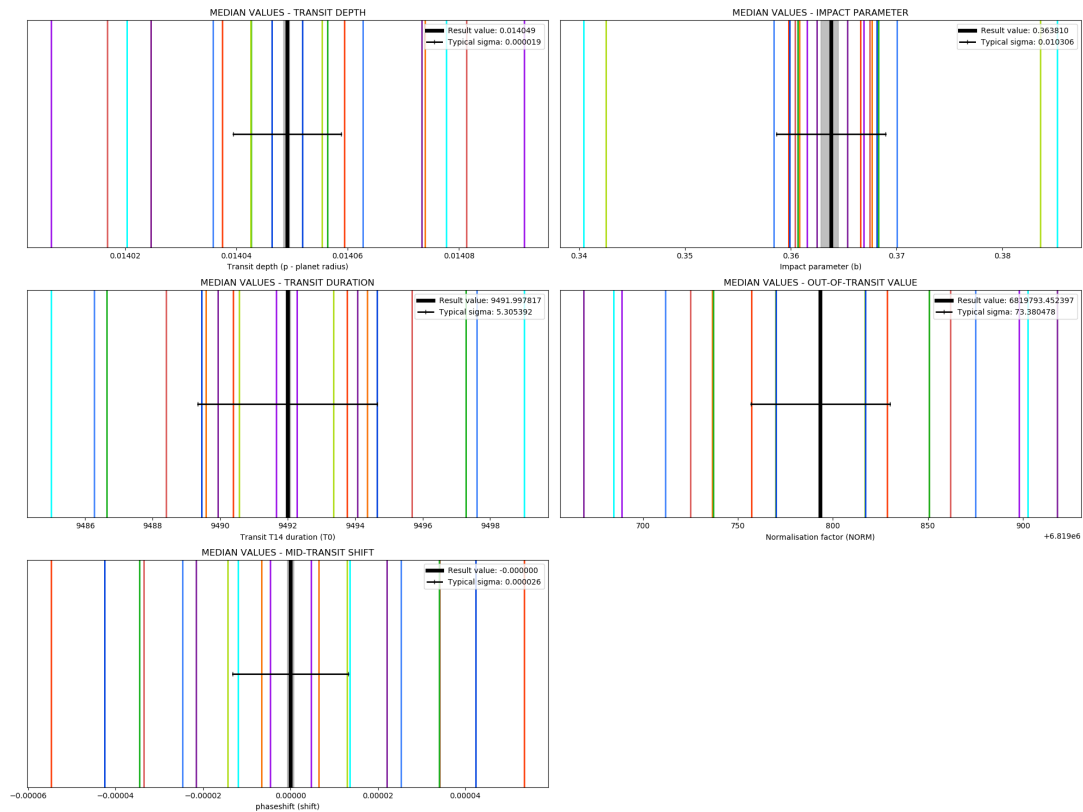 MEDIAN VALUES - TRANSIT DEPTH
Result value: 0.014049
Typical sigma: 0.000019
0.01402
0.01404
0.01406
0.01408
Transit depth (p - planet radius)
MEDIAN VALUES - IMPACT PARAMETER
Result value: 0.363810
Typical sigma: 0.010306
0.34
0.35
0.36
0.37
0.38
Impact parameter (b)
MEDIAN VALUES - TRANSIT DURATION
Result value: 9491.997817
Typical sigma: 5.305392
9486
9488
9490
9492
9494
9496
9498
Transit T14 duration (T0)
MEDIAN VALUES - OUT-OF-TRANSIT VALUE
Result value: 6819793.452397
Typical sigma: 73.380478
700
750
800
850
900
+6.819e6
Normalisation factor (NORM)
MEDIAN VALUES - MID-TRANSIT SHIFT
Result value: -0.000000
Typical sigma: 0.000026
−0.00006
−0.00004
−0.00002
0.00000
0.00002
0.00004
phaseshift (shift)